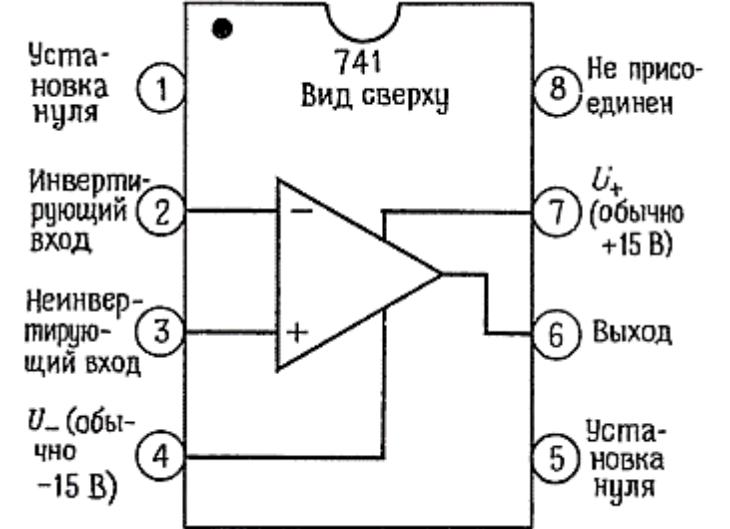 741
Вид сверху
Уста-
новка
нуля
1
Инверти-
рующий
вход
2
Неинвер-
тирую-
щий вход
3
U₋ (обы-
чно
-15 В)
4
8
Не присо-
единен
7
U₊
(обычно
+15 В)
6
Выход
5
Уста-
новка
нуля
−
+